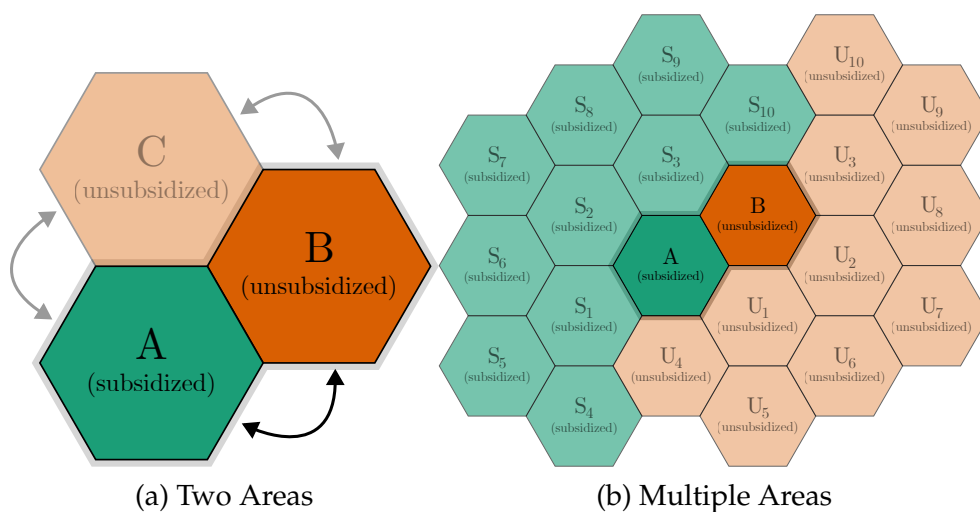 C
(unsubsidized)
B
(unsubsidized)
A
(subsidized)
(a) Two Areas
S9
(subsidized)
U10
(unsubsidized)
S8
(subsidized)
S10
(subsidized)
U9
(unsubsidized)
S7
(subsidized)
S3
(subsidized)
U3
(unsubsidized)
S2
(subsidized)
B
(unsubsidized)
U8
(unsubsidized)
S6
(subsidized)
A
(subsidized)
U2
(unsubsidized)
S1
(subsidized)
U1
(unsubsidized)
U7
(unsubsidized)
S5
(subsidized)
U4
(unsubsidized)
U6
(unsubsidized)
S4
(subsidized)
U5
(unsubsidized)
(b) Multiple Areas